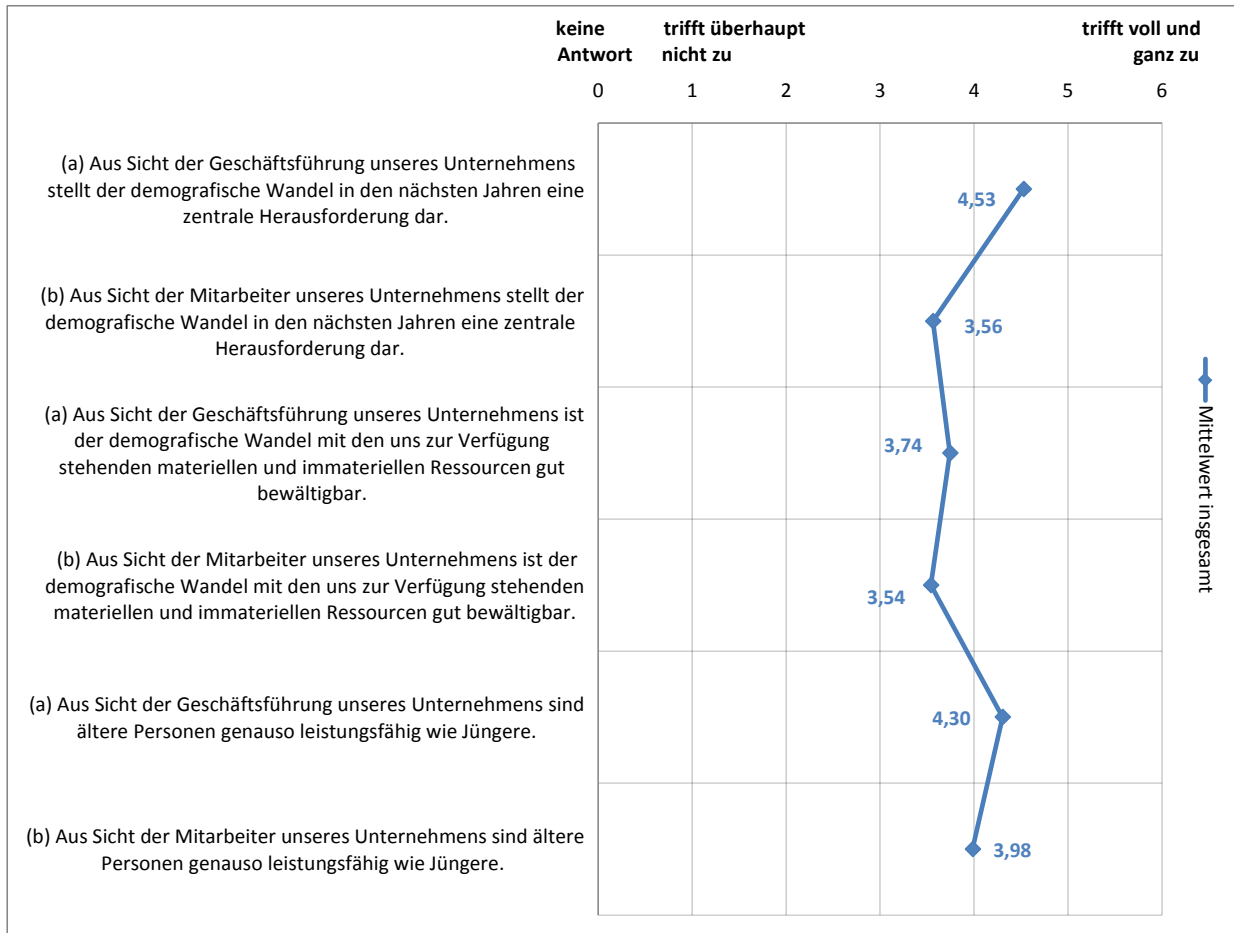 keine
Antwort
trifft überhaupt
nicht zu
trifft voll und
ganz zu
0 1 2 3 4 5 6
(a) Aus Sicht der Geschäftsführung unseres Unternehmens
stellt der demografische Wandel in den nächsten Jahren eine
zentrale Herausforderung dar.
4,53
(b) Aus Sicht der Mitarbeiter unseres Unternehmens stellt der
demografische Wandel in den nächsten Jahren eine zentrale
Herausforderung dar.
3,56
(a) Aus Sicht der Geschäftsführung unseres Unternehmens ist
der demografische Wandel mit den uns zur Verfügung
stehenden materiellen und immateriellen Ressourcen gut
bewältigbar.
3,74
(b) Aus Sicht der Mitarbeiter unseres Unternehmens ist der
demografische Wandel mit den uns zur Verfügung stehenden
materiellen und immateriellen Ressourcen gut bewältigbar.
3,54
(a) Aus Sicht der Geschäftsführung unseres Unternehmens sind
ältere Personen genauso leistungsfähig wie Jüngere.
4,30
(b) Aus Sicht der Mitarbeiter unseres Unternehmens sind ältere
Personen genauso leistungsfähig wie Jüngere.
3,98
Mittelwert insgesamt